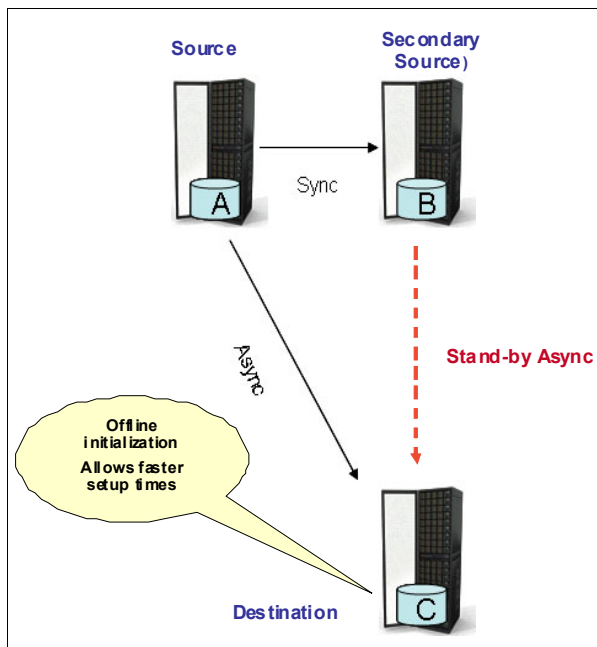 Source
Secondary
Source)
A
B
Sync
Async
Stand-by Async
Offline
initialization
Allows faster
setup times
C
Destination